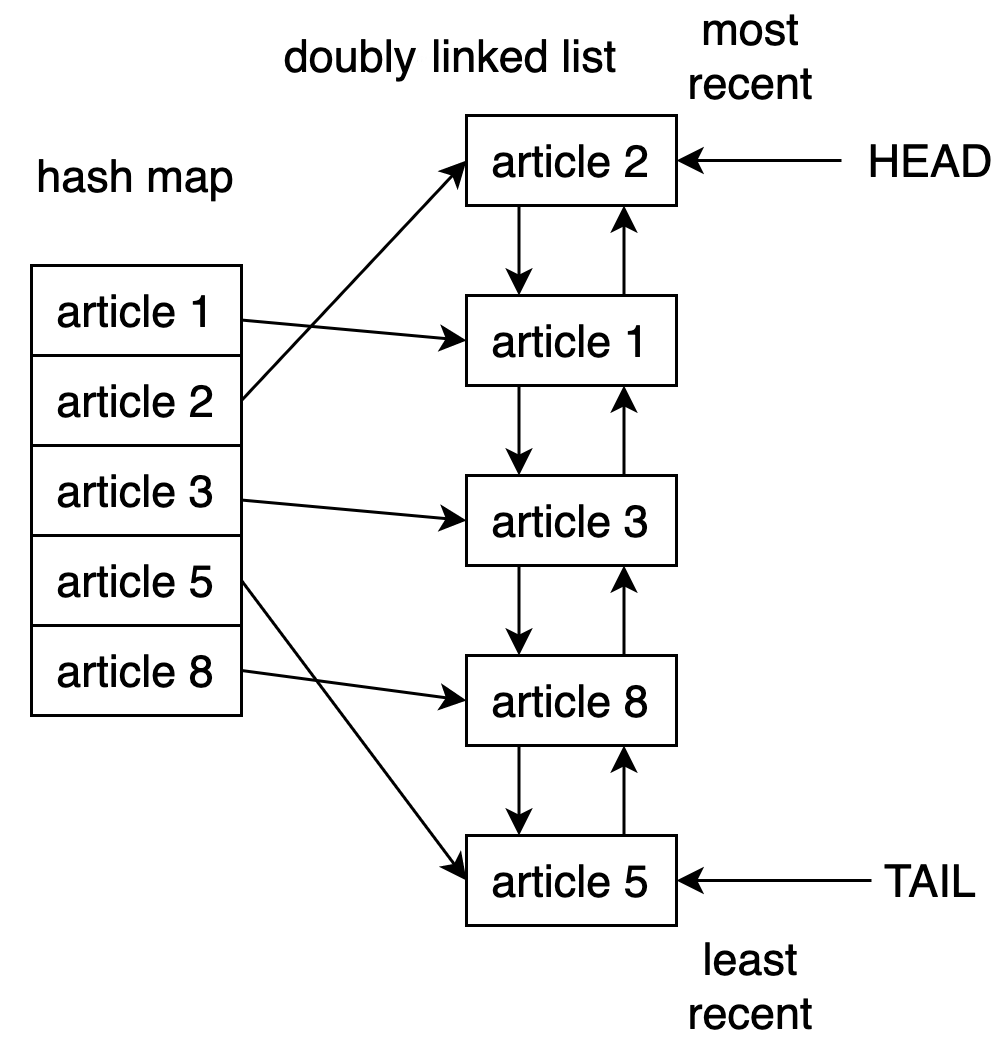 doubly linked list
most
recent
hash map
article 1
article 2
article 3
article 5
article 8
article 2
HEAD
article 1
article 3
article 8
article 5
TAIL
least
recent